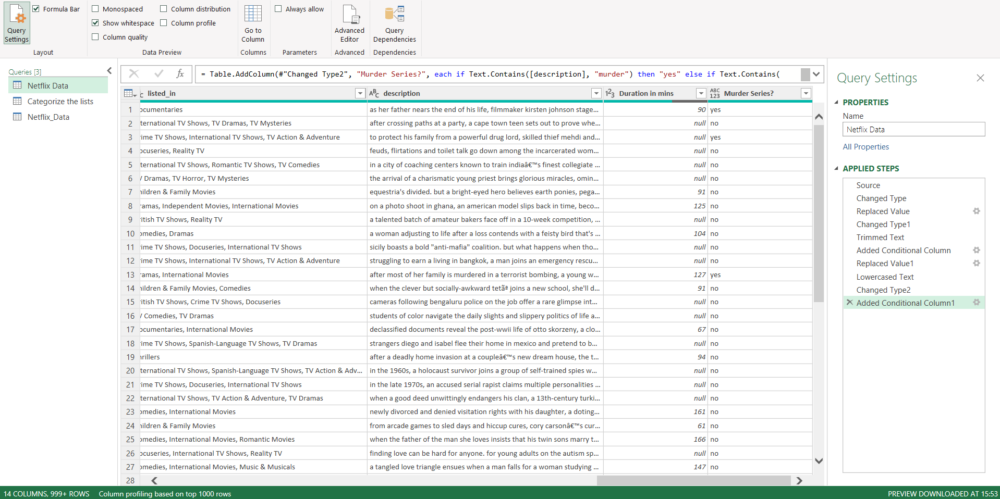 Formula Bar
Monospaced
Column distribution
Always allow
Show whitespace
Column profile
Column quality
Query Settings
Go to Column
Advanced Editor
Query Dependencies
Layout
Data Preview
Columns
Parameters
Advanced
Dependencies
Queries [3]
Netflix Data
Categorize the lists
Netflix_Data
fx
= Table.AddColumn(#"Changed Type2", "Murder Series?", each if Text.Contains([description], "murder") then "yes" else if Text.Contains(
listed_in ABC description 123 Duration in mins ABC 123 Murder Series?
1 ocumentaries as her father nears the end of his life, filmmaker kirsten johnson stage... 90 yes
2 ternational TV Shows, TV Dramas, TV Mysteries after crossing paths at a party, a cape town teen sets out to prove whe... null no
3 ime TV Shows, International TV Shows, TV Action & Adventure to protect his family from a powerful drug lord, skilled thief mehdi and... null yes
4 ocuseries, Reality TV feuds, flirtations and toilet talk go down among the incarcerated wom... null no
5 ternational TV Shows, Romantic TV Shows, TV Comedies in a city of coaching centers known to train indiaâ€™s finest collegiate ... null no
6 / Dramas, TV Horror, TV Mysteries the arrival of a charismatic young priest brings glorious miracles, omin... null no
7 ildren & Family Movies equestria's divided. but a bright-eyed hero believes earth ponies, pega... 91 no
8 amas, Independent Movies, International Movies on a photo shoot in ghana, an american model slips back in time, beco... 125 no
9 itish TV Shows, Reality TV a talented batch of amateur bakers face off in a 10-week competition, ... null no
10 omedies, Dramas a woman adjusting to life after a loss contends with a feisty bird that's ... 104 no
11 ime TV Shows, Docuseries, International TV Shows sicily boasts a bold "anti-mafia" coalition. but what happens when tho... null no
12 ime TV Shows, International TV Shows, TV Action & Adventure struggling to earn a living in bangkok, a man joins an emergency rescu... null no
13 amas, International Movies after most of her family is murdered in a terrorist bombing, a young w... 127 yes
14 ildren & Family Movies, Comedies when the clever but socially-awkward tetãª joins a new school, she'll d... 91 no
15 itish TV Shows, Crime TV Shows, Docuseries cameras following bengaluru police on the job offer a rare glimpse int... null no
16 / Comedies, TV Dramas students of color navigate the daily slights and slippery politics of life a... null no
17 ocumentaries, International Movies declassified documents reveal the post-wwii life of otto skorzeny, a clo... 67 no
18 ime TV Shows, Spanish-Language TV Shows, TV Dramas strangers diego and isabel flee their home in mexico and pretend to b... null no
19 rillers after a deadly home invasion at a coupleâ€™s new dream house, the t... 94 no
20 ternational TV Shows, Spanish-Language TV Shows, TV Action & Adv... in the 1960s, a holocaust survivor joins a group of self-trained spies w... null no
21 ime TV Shows, Docuseries, International TV Shows in the late 1970s, an accused serial rapist claims multiple personalities ... null no
22 ternational TV Shows, TV Action & Adventure, TV Dramas when a good deed unwittingly endangers his clan, a 13th-century turki... null no
23 omedies, International Movies newly divorced and denied visitation rights with his daughter, a doting... 161 no
24 ildren & Family Movies from arcade games to sled days and hiccup cures, cory carsonâ€™s cur... 61 no
25 omedies, International Movies, Romantic Movies when the father of the man she loves insists that his twin sons marry t... 166 no
26 ocuseries, International TV Shows, Reality TV finding love can be hard for anyone. for young adults on the autism sp... null no
27 omedies, International Movies, Music & Musicals a tangled love triangle ensues when a man falls for a woman studying ... 147 no
28
Query Settings
PROPERTIES
Name
Netflix Data
All Properties
APPLIED STEPS
Source
Changed Type
Replaced Value
Changed Type1
Trimmed Text
Added Conditional Column
Replaced Value1
Lowercased Text
Changed Type2
Added Conditional Column1
14 COLUMNS, 999+ ROWS Column profiling based on top 1000 rows PREVIEW DOWNLOADED AT 15:53